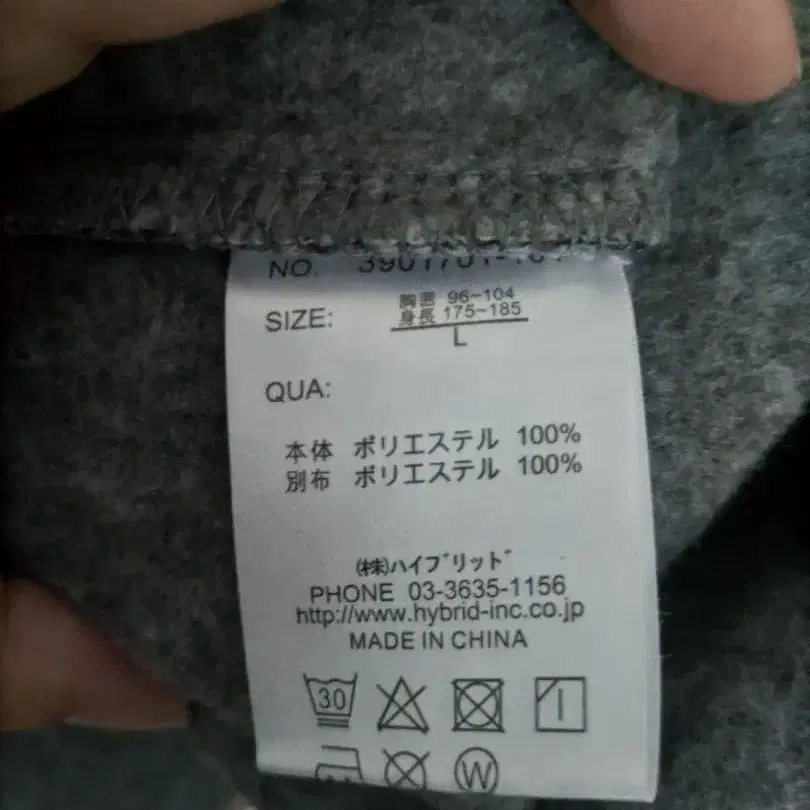 NO.
SIZE: 胸囲 96~104
身長 175~185
L
QUA:
本体 ポリエステル 100%
別布 ポリエステル 100%
㈱ハイブリッド
PHONE 03-3635-1156
http://www.hybrid-inc.co.jp
MADE IN CHINA
30
W